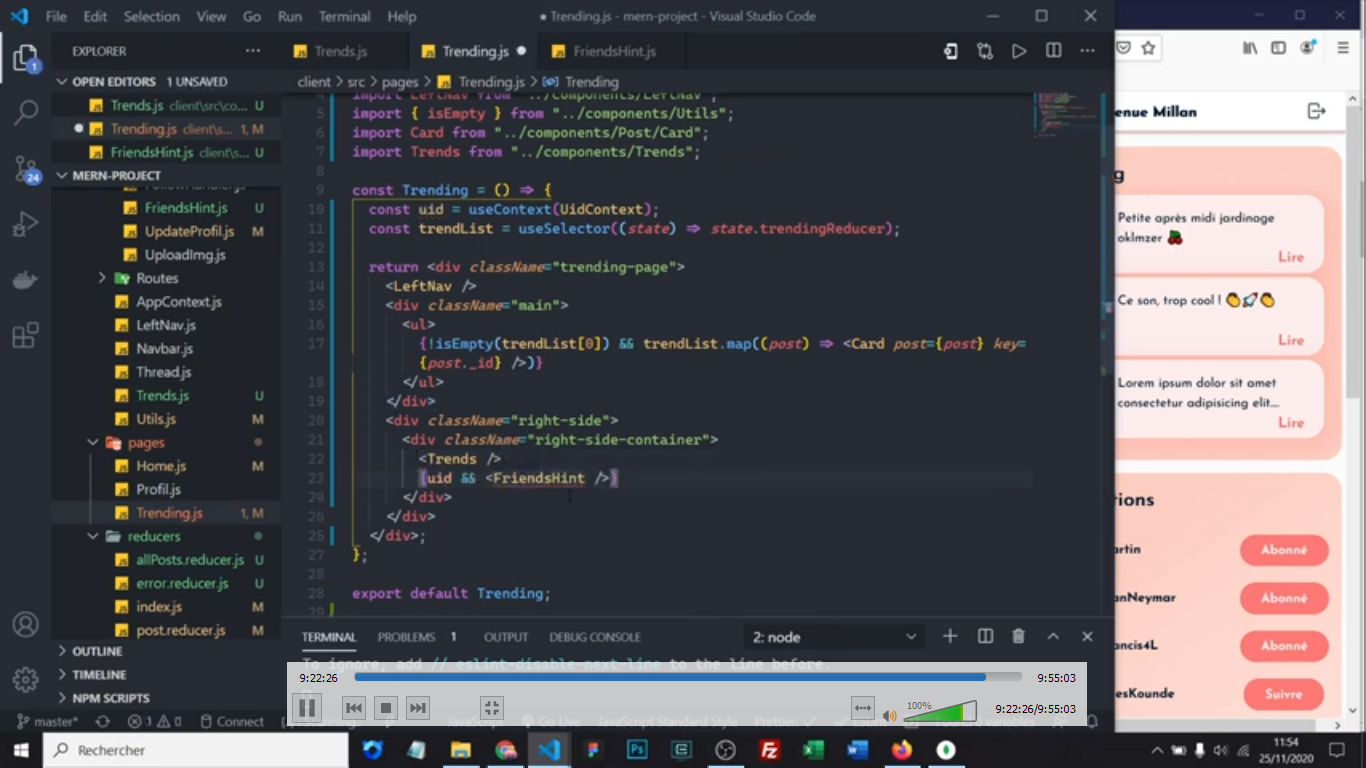 File Edit Selection View Go Run Terminal Help
● Trending.js - mern-project - Visual Studio Code
EXPLORER
Trends.js
Trending.js ●
FriendsHint.js
OPEN EDITORS 1 UNSAVED
Trends.js client\src\co... U
● Trending.js client\s... 1, M
FriendsHint.js client\s... U
MERN-PROJECT
FriendsHint.js U
UpdateProfil.js M
UploadImg.js
Routes
AppContext.js
LeftNav.js
Navbar.js
Thread.js
Trends.js U
Utils.js M
pages
Home.js M
Profil.js
Trending.js 1, M
reducers
allPosts.reducer.js U
error.reducer.js U
index.js M
post.reducer.js M
OUTLINE
TIMELINE
NPM SCRIPTS
client > src > pages > Trending.js > Trending
4 import LeftNav from "../components/LeftNav";
5 import { isEmpty } from "../components/Utils";
6 import Card from "../components/Post/Card";
7 import Trends from "../components/Trends";
8
9 const Trending = () => {
10 const uid = useContext(UidContext);
11 const trendList = useSelector((state) => state.trendingReducer);
12
13 return <div className="trending-page">
14 <LeftNav />
15 <div className="main">
16 <ul>
17 {!isEmpty(trendList[0]) && trendList.map((post) => <Card post={post} key=
{post._id} />)}
18 </ul>
19 </div>
20 <div className="right-side">
21 <div className="right-side-container">
22 <Trends />
23 {uid && <FriendsHint />}
</div>
</div>
26 </div>;
27 };
28
28 export default Trending;
29
TERMINAL PROBLEMS 1 OUTPUT DEBUG CONSOLE
2: node
To ignore, add // eslint-disable-next-line to the line before.
9:22:26
9:55:03
100%
9:22:26/9:55:03
master* 1 0 Connect
JavaScript Go Live JavaScript Standard Style Prettier
enue Millan
g
Petite après midi jardinage
oklmzer 🍒
Lire
Ce son, trop cool ! 👏🚀👏
Lire
Lorem ipsum dolor sit amet
consectetur adipisicing elit....
Lire
tions
artin Abonné
anNeymar Abonné
ancis4L Abonné
esKounde Suivre
Rechercher
11:54
25/11/2020